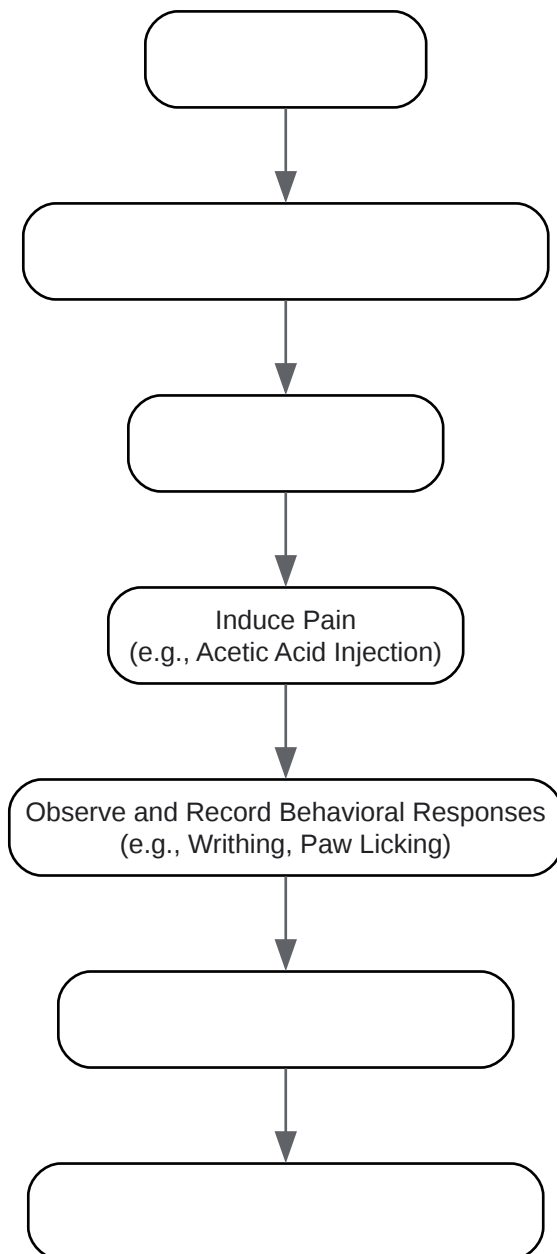 Induce Pain
(e.g., Acetic Acid Injection)
Observe and Record Behavioral Responses
(e.g., Writhing, Paw Licking)